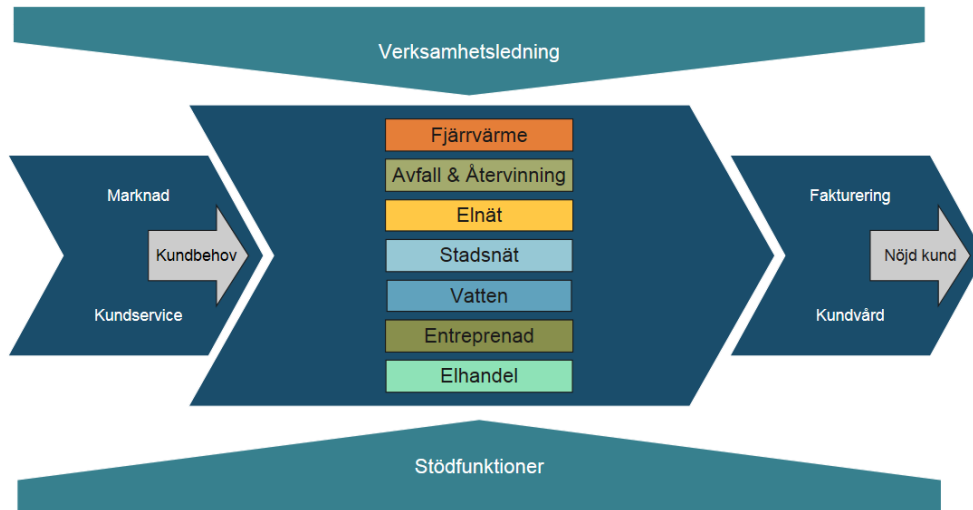 Verksamhetsledning
Marknad
Kundbehov
Kundservice
Fjärrvärme
Avfall & Återvinning
Elnät
Stadsnät
Vatten
Entreprenad
Elhandel
Fakturering
Nöjd kund
Kundvård
Stödfunktioner